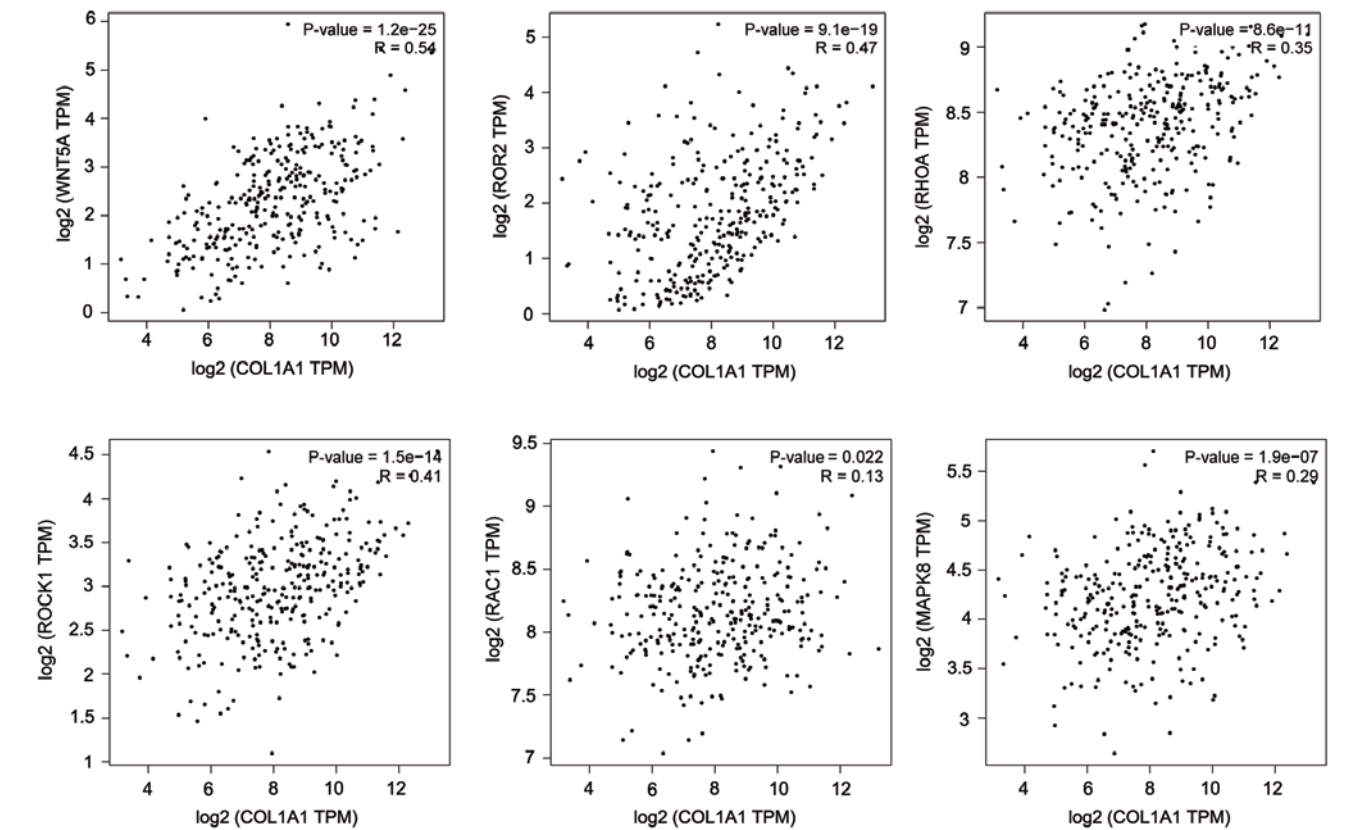 P-value = 1.2e−25
R = 0.54
log2 (WNT5A TPM)
6
5
4
3
2
1
0
4 6 8 10 12
log2 (COL1A1 TPM)
P-value = 9.1e−19
R = 0.47
log2 (ROR2 TPM)
5
4
3
2
1
0
4 6 8 10 12
log2 (COL1A1 TPM)
P-value = 8.6e−11
R = 0.35
log2 (RHOA TPM)
9
8.5
8
7.5
7
4 6 8 10 12
log2 (COL1A1 TPM)
P-value = 1.5e−14
R = 0.41
log2 (ROCK1 TPM)
4.5
4
3.5
3
2.5
2
1.5
1
4 6 8 10 12
log2 (COL1A1 TPM)
P-value = 0.022
R = 0.13
log2 (RAC1 TPM)
9.5
9
8.5
8
7.5
7
4 6 8 10 12
log2 (COL1A1 TPM)
P-value = 1.9e−07
R = 0.29
log2 (MAPK8 TPM)
5.5
5
4.5
4
3.5
3
4 6 8 10 12
log2 (COL1A1 TPM)